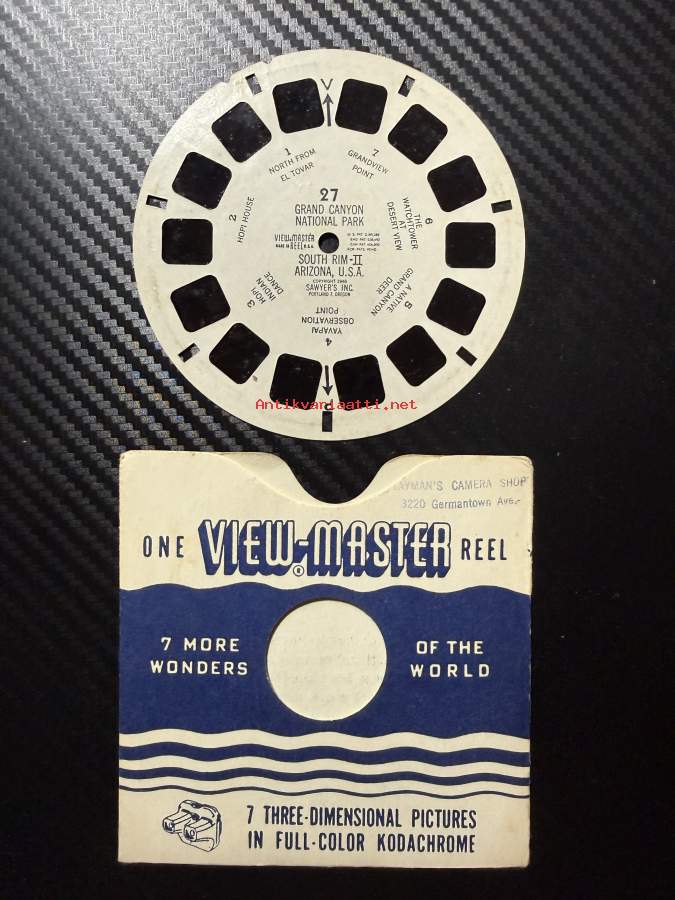 1
NORTH FROM
EL TOVAR
7
GRANDVIEW
POINT
2
HOPI HOUSE
6
THE
WATCHTOWER
AT
DESERT VIEW
27
GRAND CANYON
NATIONAL PARK
VIEW-MASTER
REEL
SOUTH RIM-II
ARIZONA, U.S.A.
SAWYER'S INC.
PORTLAND 7, OREGON
3
HOPI
INDIAN
DANCE
5
A NATIVE
GRAND CANYON
DEER
4
YAVAPAI
OBSERVATION
POINT
Antikvariaatti.net
AYMAN'S CAMERA SHOP
3220 Germantown Ave.
ONE VIEW-MASTER® REEL
7 MORE
WONDERS
OF THE
WORLD
7 THREE-DIMENSIONAL PICTURES
IN FULL-COLOR KODACHROME